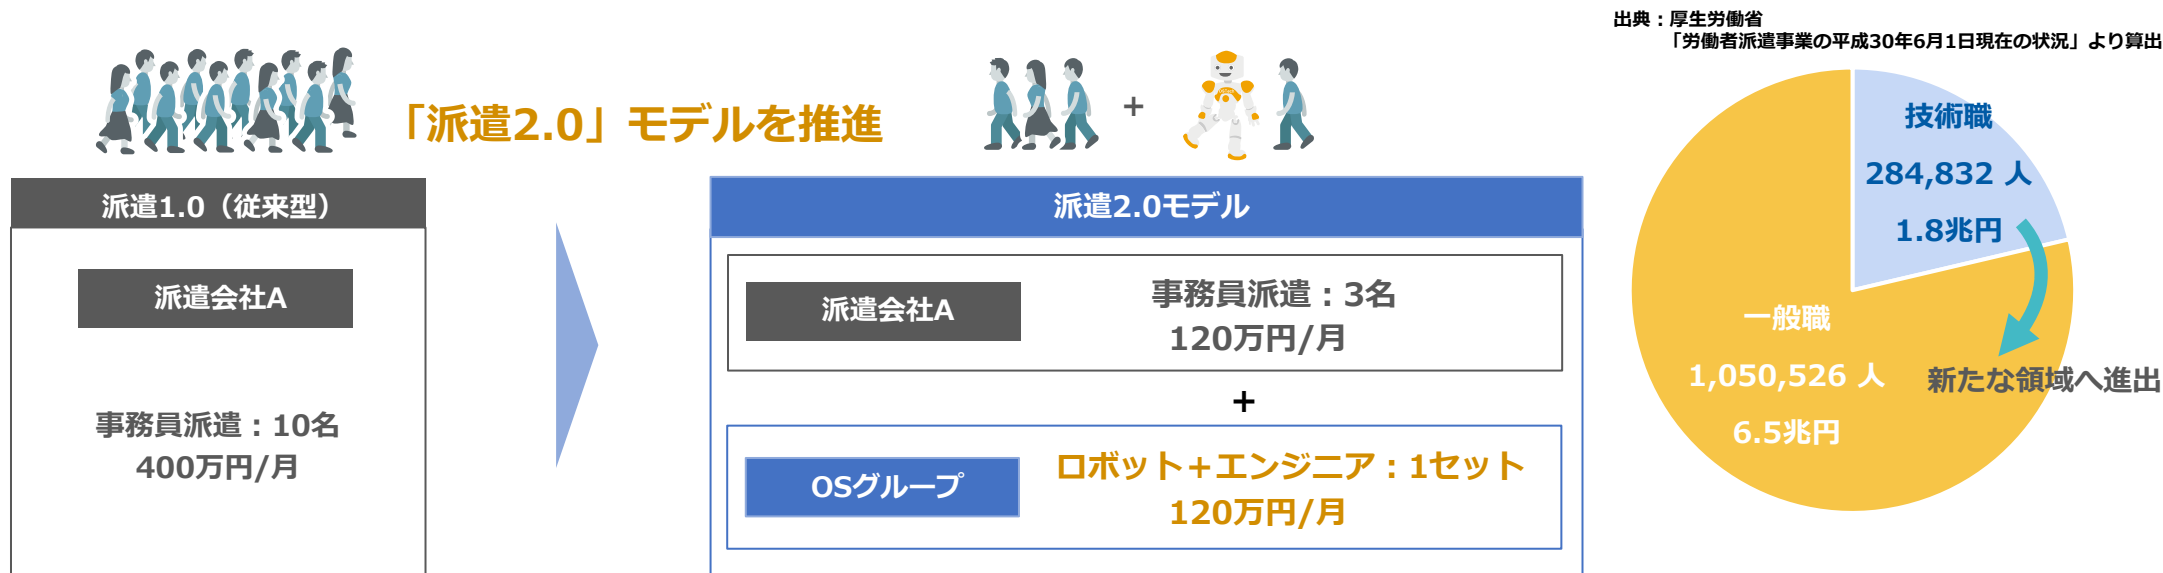 出典：厚生労働省
「労働者派遣事業の平成30年6月1日現在の状況」より算出
「派遣2.0」モデルを推進
+
派遣1.0（従来型）
派遣会社A
事務員派遣：10名
400万円/月
派遣2.0モデル
派遣会社A
事務員派遣：3名
120万円/月
+
OSグループ
ロボット＋エンジニア：1セット
120万円/月
技術職
284,832 人
1.8兆円
一般職
1,050,526 人
6.5兆円
新たな領域へ進出